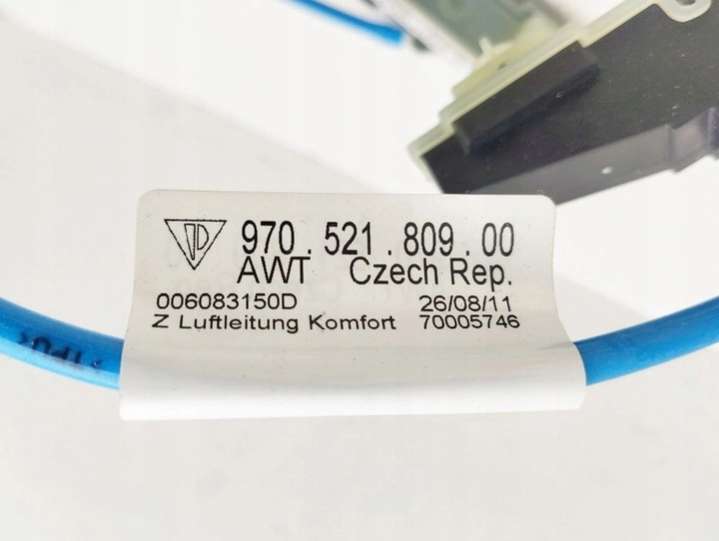 970 . 521 . 809 . 00
AWT Czech Rep.
006083150D 26/08/11
Z Luftleitung Komfort 70005746